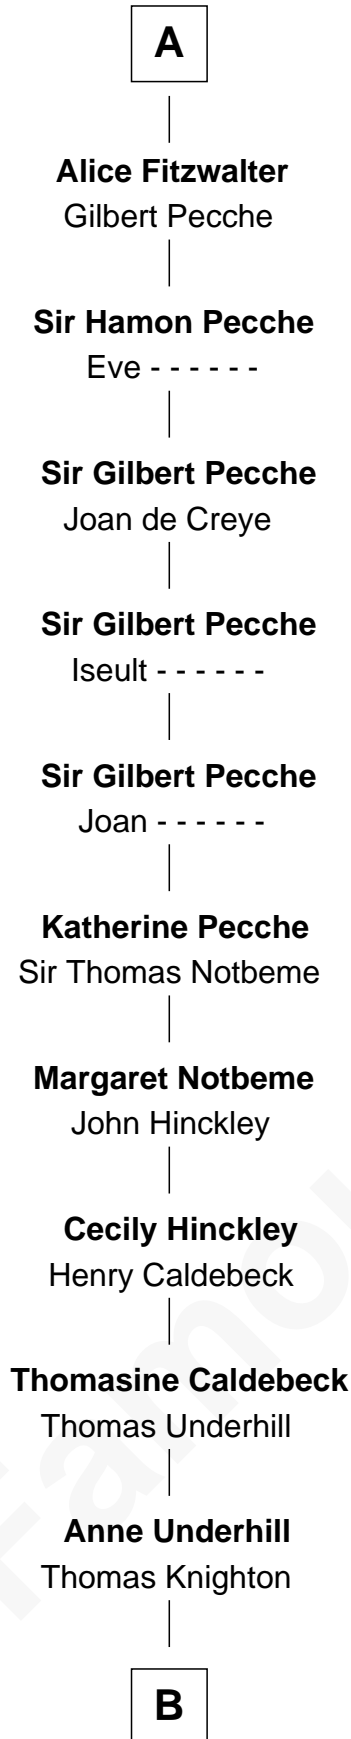 A
Alice Fitzwalter
Gilbert Pecche
Sir Hamon Pecche
Eve - - - - - -
Sir Gilbert Pecche
Joan de Creye
Sir Gilbert Pecche
Iseult - - - - - -
Sir Gilbert Pecche
Joan - - - - - -
Katherine Pecche
Sir Thomas Notbeme
Margaret Notbeme
John Hinckley
Cecily Hinckley
Henry Caldebeck
Thomasine Caldebeck
Thomas Underhill
Anne Underhill
Thomas Knighton
B